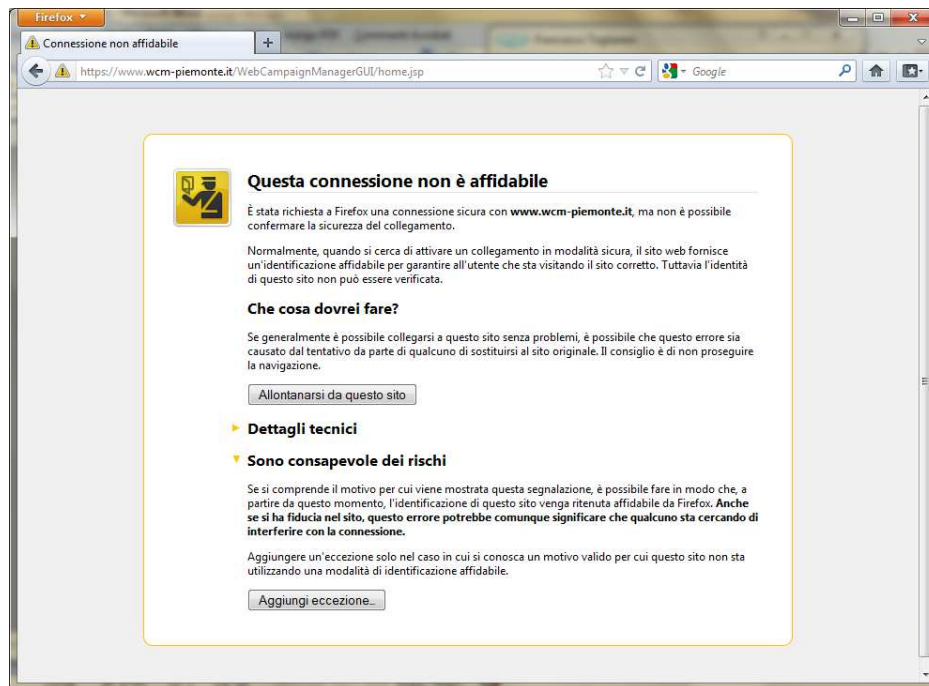 Firefox
Connessione non affidabile
https://www.wcm-piemonte.it/WebCampaignManagerGUI/home.jsp
Google
Questa connessione non è affidabile
È stata richiesta a Firefox una connessione sicura con www.wcm-piemonte.it, ma non è possibile
confermare la sicurezza del collegamento.
Normalmente, quando si cerca di attivare un collegamento in modalità sicura, il sito web fornisce
un'identificazione affidabile per garantire all'utente che sta visitando il sito corretto. Tuttavia l'identità
di questo sito non può essere verificata.
Che cosa dovrei fare?
Se generalmente è possibile collegarsi a questo sito senza problemi, è possibile che questo errore sia
causato dal tentativo da parte di qualcuno di sostituirsi al sito originale. Il consiglio è di non proseguire
la navigazione.
Allontanarsi da questo sito
Dettagli tecnici
Sono consapevole dei rischi
Se si comprende il motivo per cui viene mostrata questa segnalazione, è possibile fare in modo che, a
partire da questo momento, l'identificazione di questo sito venga ritenuta affidabile da Firefox. Anche
se si ha fiducia nel sito, questo errore potrebbe comunque significare che qualcuno sta cercando di
interferire con la connessione.
Aggiungere un'eccezione solo nel caso in cui si conosca un motivo valido per cui questo sito non sta
utilizzando una modalità di identificazione affidabile.
Aggiungi eccezione...